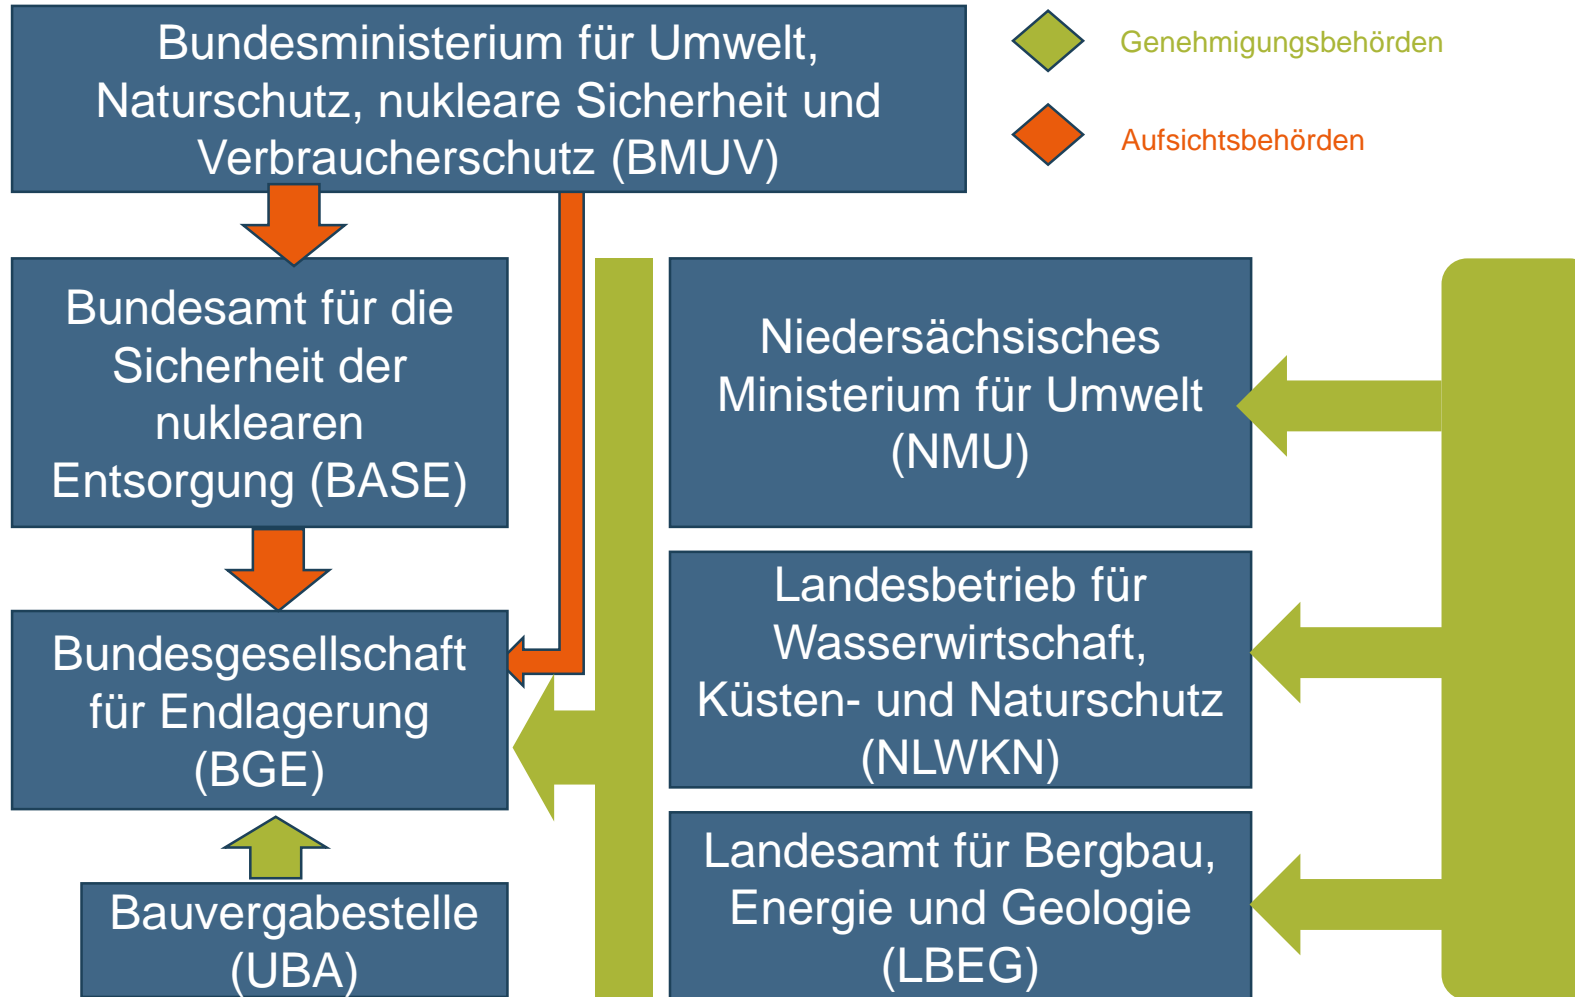 Bundesministerium für Umwelt,
Naturschutz, nukleare Sicherheit und
Verbraucherschutz (BMUV)
Genehmigungsbehörden
Aufsichtsbehörden
Bundesamt für die
Sicherheit der
nuklearen
Entsorgung (BASE)
Niedersächsisches
Ministerium für Umwelt
(NMU)
Landesbetrieb für
Wasserwirtschaft,
Küsten- und Naturschutz
(NLWKN)
Bundesgesellschaft
für Endlagerung
(BGE)
Landesamt für Bergbau,
Energie und Geologie
(LBEG)
Bauvergabestelle
(UBA)